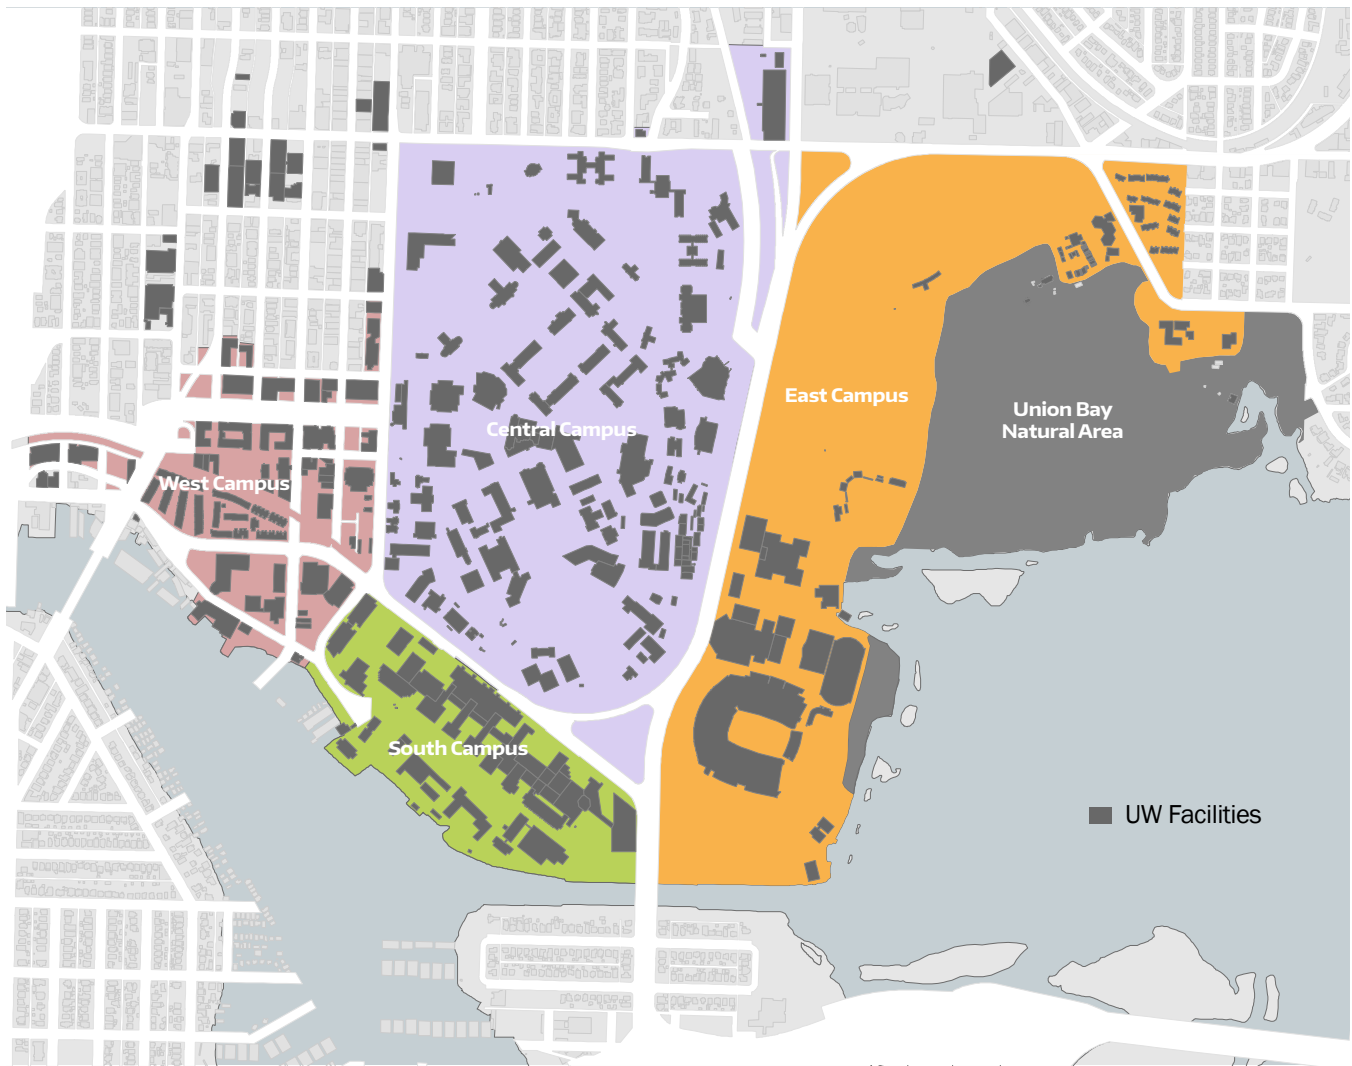 East Campus
Union Bay
Natural Area
Central Campus
West Campus
South Campus
UW Facilities